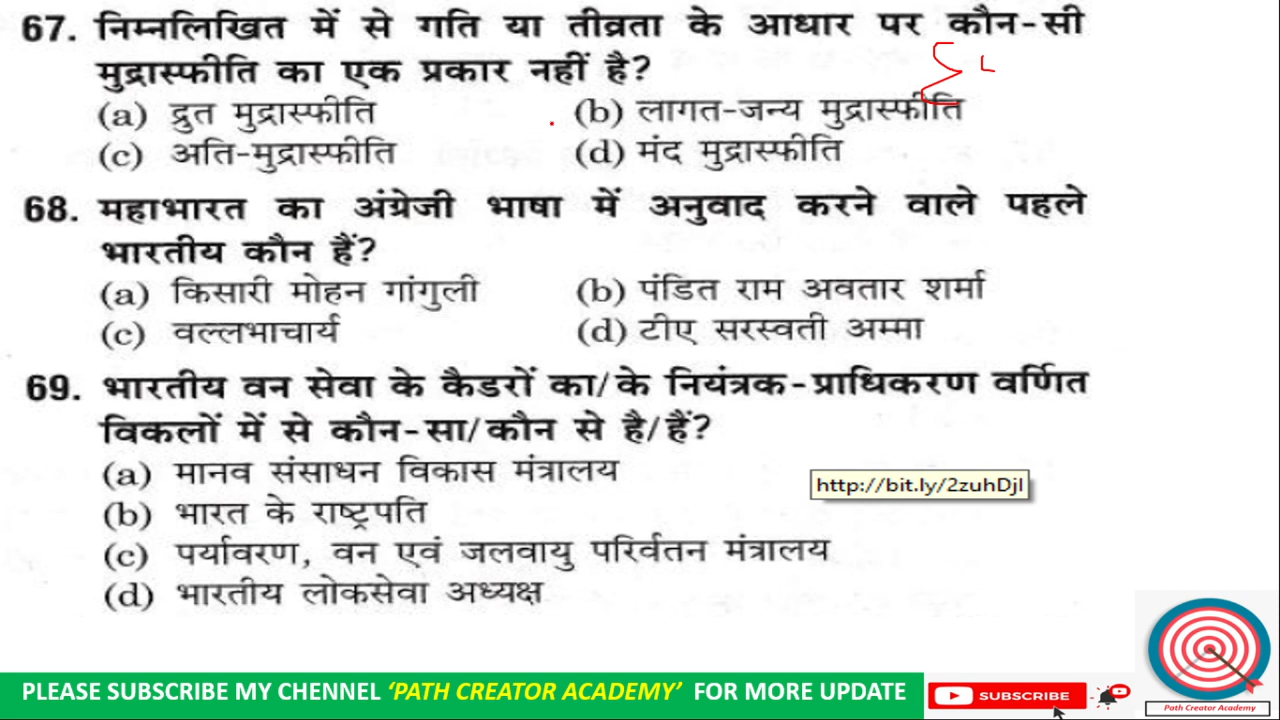 67. निम्नलिखित में से गति या तीव्रता के आधार पर कौन-सी
मुद्रास्फीति का एक प्रकार नहीं है?
(a) द्रुत मुद्रास्फीति (b) लागत-जन्य मुद्रास्फीति
(c) अति-मुद्रास्फीति (d) मंद मुद्रास्फीति
68. महाभारत का अंग्रेजी भाषा में अनुवाद करने वाले पहले
भारतीय कौन हैं?
(a) किसारी मोहन गांगुली (b) पंडित राम अवतार शर्मा
(c) वल्लभाचार्य (d) टीए सरस्वती अम्मा
69. भारतीय वन सेवा के कैडरों का/के नियंत्रक-प्राधिकरण वर्णित
विकलों में से कौन-सा/कौन से है/हैं?
(a) मानव संसाधन विकास मंत्रालय
http://bit.ly/2zuhDjI
(b) भारत के राष्ट्रपति
(c) पर्यावरण, वन एवं जलवायु परिर्वतन मंत्रालय
(d) भारतीय लोकसेवा अध्यक्ष
PLEASE SUBSCRIBE MY CHENNEL ‘PATH CREATOR ACADEMY’ FOR MORE UPDATE
SUBSCRIBE
Path Creator Academy